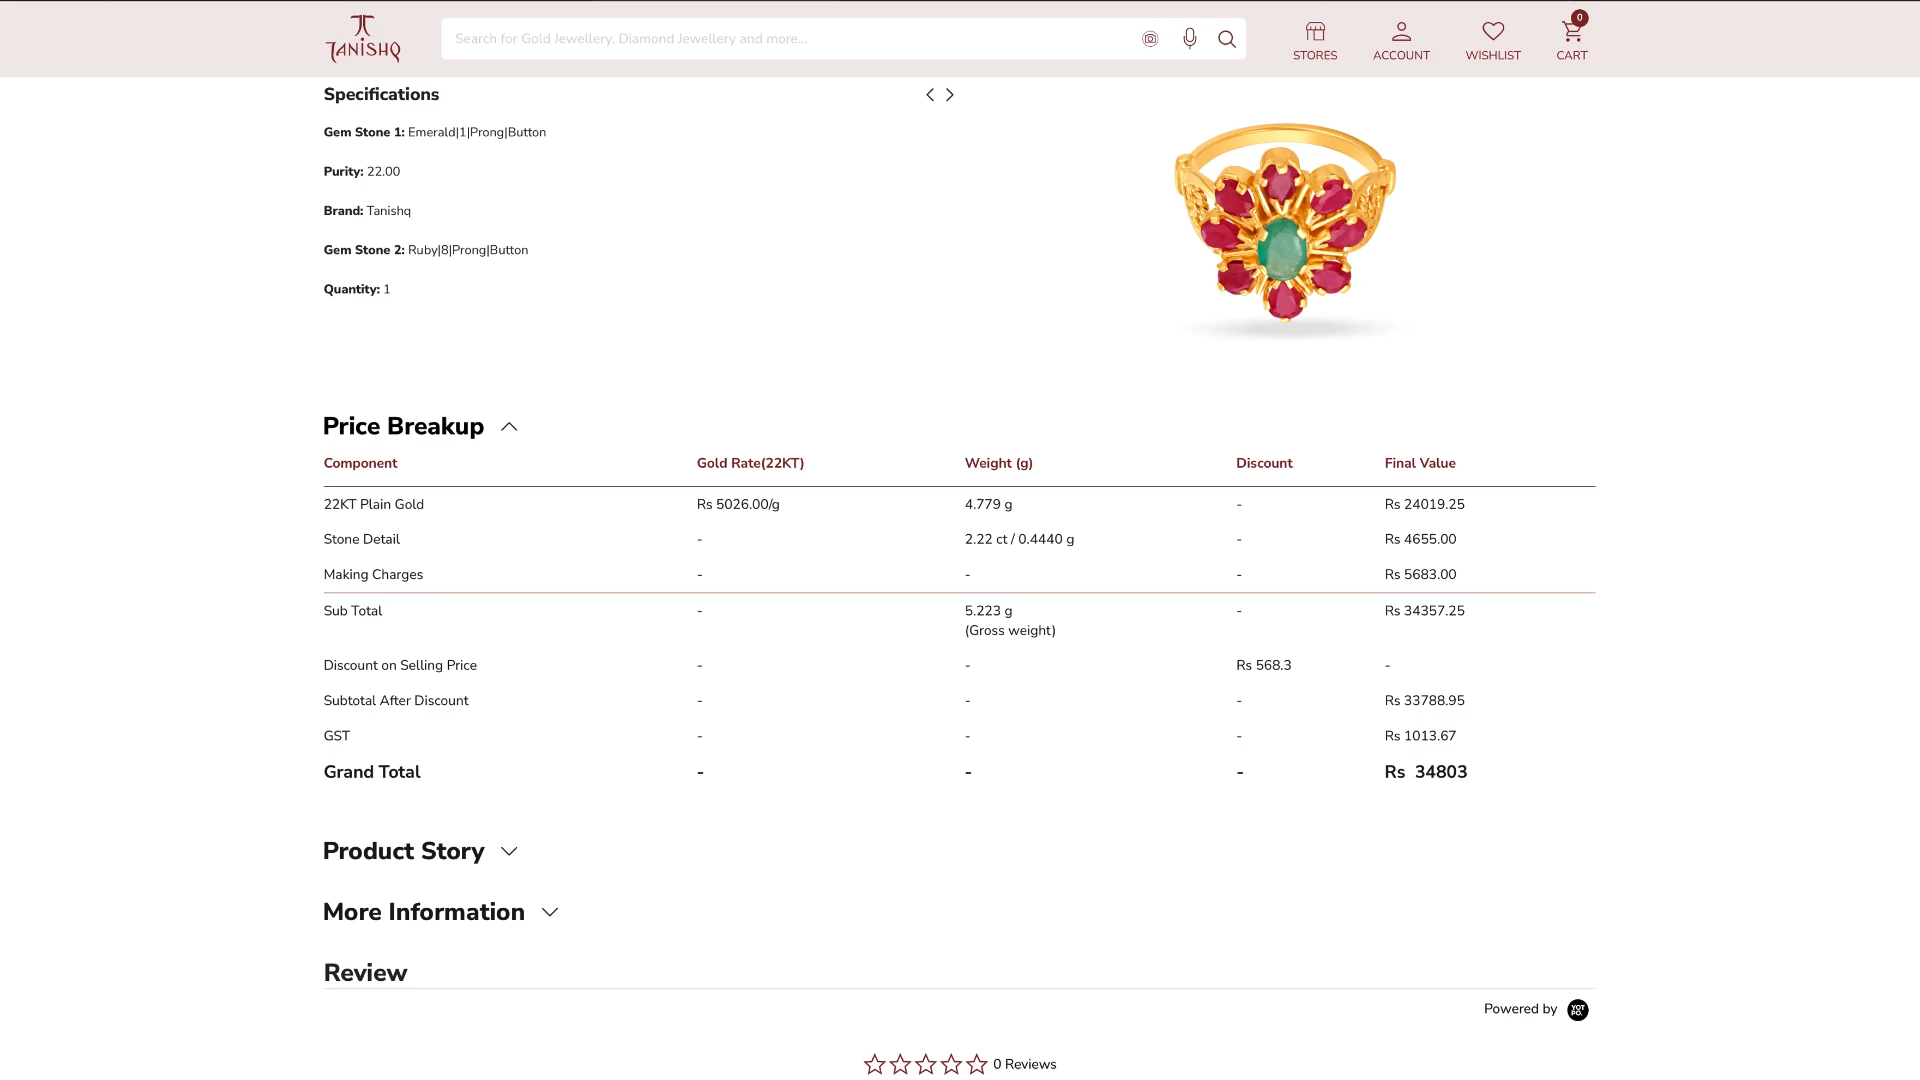 TANISHQ
Search for Gold Jewellery, Diamond Jewellery and more...
STORES
ACCOUNT
WISHLIST
0
CART
Specifications
Gem Stone 1: Emerald|1|Prong|Button
Purity: 22.00
Brand: Tanishq
Gem Stone 2: Ruby|8|Prong|Button
Quantity: 1
Price Breakup
Component Gold Rate(22KT) Weight (g) Discount Final Value
22KT Plain Gold Rs 5026.00/g 4.779 g - Rs 24019.25
Stone Detail - 2.22 ct / 0.4440 g - Rs 4655.00
Making Charges - - - Rs 5683.00
Sub Total - 5.223 g - Rs 34357.25
(Gross weight)
Discount on Selling Price - - Rs 568.3 -
Subtotal After Discount - - - Rs 33788.95
GST - - - Rs 1013.67
Grand Total - - - Rs 34803
Product Story
More Information
Review
Powered by YOTPO.
0 Reviews